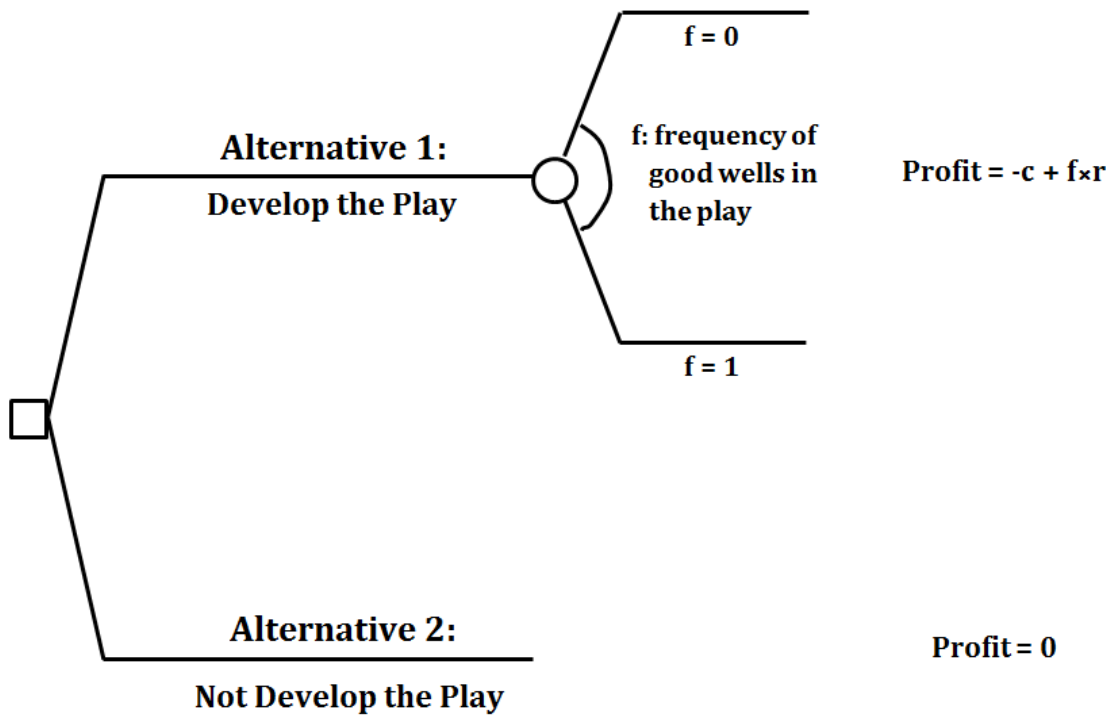 f = 0
Alternative 1:
Develop the Play
f: frequency of
good wells in
the play
Profit = -c + f×r
f = 1
Alternative 2:
Not Develop the Play
Profit = 0